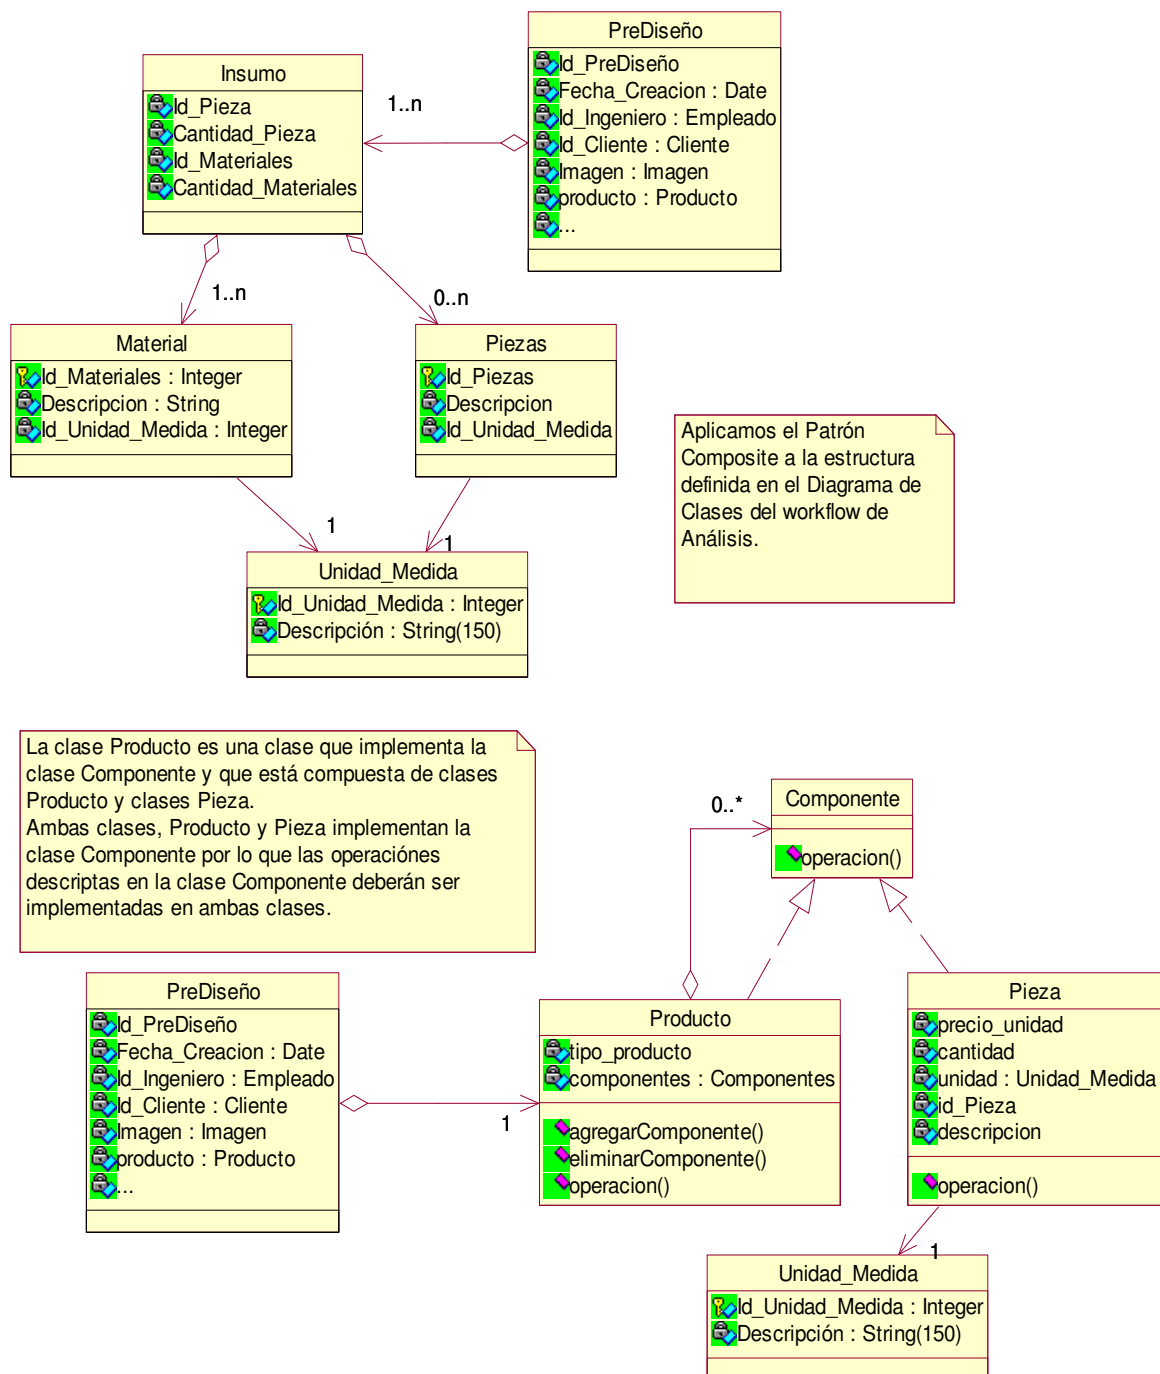 PreDiseño
Id_PreDiseño
Fecha_Creacion : Date
Id_Ingeniero : Empleado
Id_Cliente : Cliente
Imagen : Imagen
producto : Producto
...
Insumo
Id_Pieza
Cantidad_Pieza
Id_Materiales
Cantidad_Materiales
1..n
1..n
0..n
Material
Id_Materiales : Integer
Descripcion : String
Id_Unidad_Medida : Integer
Piezas
Id_Piezas
Descripcion
Id_Unidad_Medida
1
1
Unidad_Medida
Id_Unidad_Medida : Integer
Descripción : String(150)
Aplicamos el Patrón
Composite a la estructura
definida en el Diagrama de
Clases del workflow de
Análisis.
La clase Producto es una clase que implementa la
clase Componente y que está compuesta de clases
Producto y clases Pieza.
Ambas clases, Producto y Pieza implementan la
clase Componente por lo que las operaciónes
descriptas en la clase Componente deberán ser
implementadas en ambas clases.
0..*
Componente
operacion()
PreDiseño
Id_PreDiseño
Fecha_Creacion : Date
Id_Ingeniero : Empleado
Id_Cliente : Cliente
Imagen : Imagen
producto : Producto
...
1
Producto
tipo_producto
componentes : Componentes
agregarComponente()
eliminarComponente()
operacion()
Pieza
precio_unidad
cantidad
unidad : Unidad_Medida
id_Pieza
descripcion
operacion()
1
Unidad_Medida
Id_Unidad_Medida : Integer
Descripción : String(150)